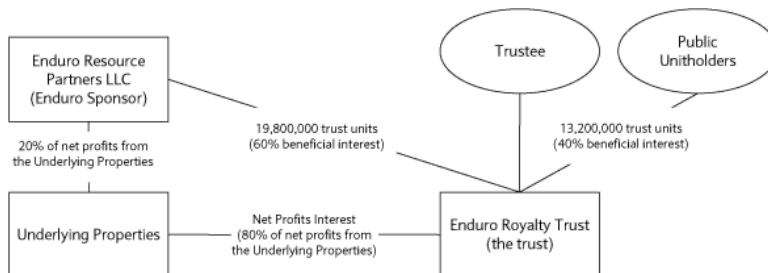 Enduro Resource
Partners LLC
(Enduro Sponsor)
Trustee
Public
Unitholders
19,800,000 trust units
(60% beneficial interest)
13,200,000 trust units
(40% beneficial interest)
20% of net profits from
the Underlying Properties
Underlying Properties
Net Profits Interest
(80% of net profits from
the Underlying Properties)
Enduro Royalty Trust
(the trust)